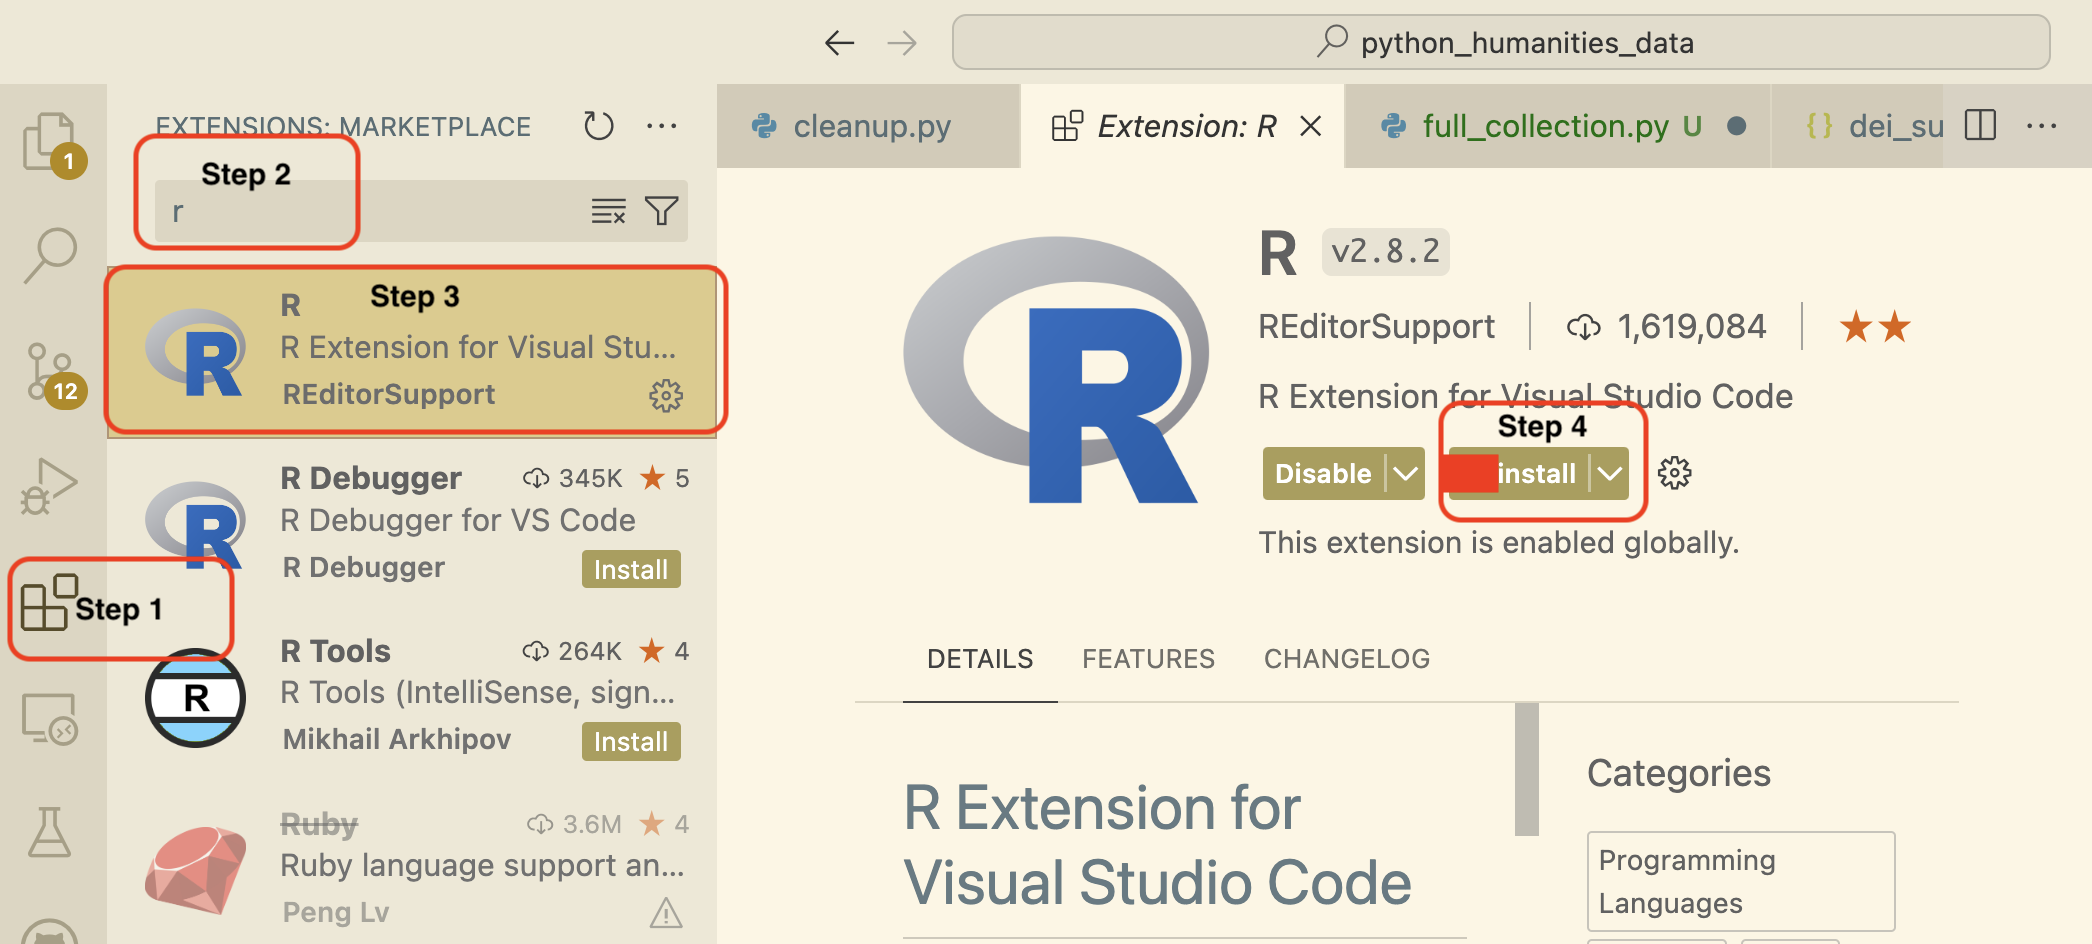 python_humanities_data
EXTENSIONS: MARKETPLACE
cleanup.py
Extension: R
full_collection.py U
{} dei_su
1
Step 2
r
Step 3
R
R Extension for Visual Stu...
REditorSupport
12
R Debugger 345K 5
R Debugger for VS Code
R Debugger
Install
Step 1
R Tools 264K 4
R Tools (IntelliSense, sign...
Mikhail Arkhipov
Install
R
Ruby 3.6M 4
Ruby language support an...
Peng Lv
R v2.8.2
REditorSupport 1,619,084
R Extension for Visual Studio Code
Step 4
Disable
install
This extension is enabled globally.
DETAILS FEATURES CHANGELOG
R Extension for
Visual Studio Code
Categories
Programming
Languages